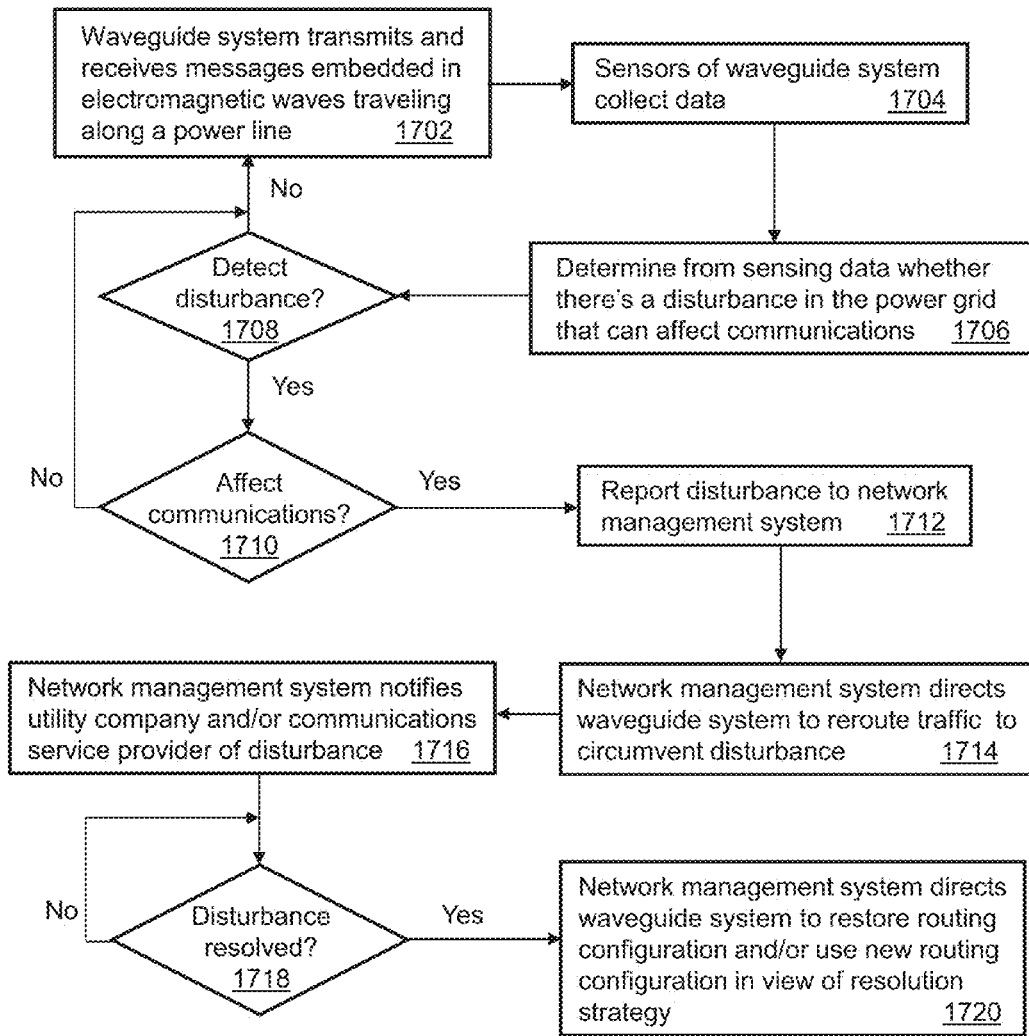 Waveguide system transmits and
receives messages embedded in
electromagnetic waves traveling
along a power line 1702
Sensors of waveguide system
collect data 1704
No
Detect
disturbance?
1708
Determine from sensing data whether
there's a disturbance in the power grid
that can affect communications 1706
Yes
No
Affect
communications?
1710
Yes
Report disturbance to network
management system 1712
Network management system notifies
utility company and/or communications
service provider of disturbance 1716
Network management system directs
waveguide system to reroute traffic to
circumvent disturbance 1714
No
Disturbance
resolved?
1718
Yes
Network management system directs
waveguide system to restore routing
configuration and/or use new routing
configuration in view of resolution
strategy 1720